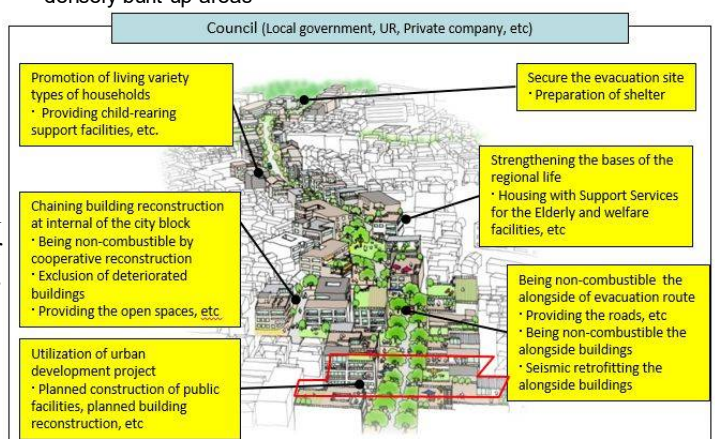 densely built-up areas
Council (Local government, UR, Private company, etc)
Promotion of living variety
types of households
・ Providing child-rearing
support facilities, etc.
Secure the evacuation site
・Preparation of shelter
Chaining building reconstruction
at internal of the city block
・ Being non-combustible by
cooperative reconstruction
・ Exclusion of deteriorated
buildings
・ Providing the open spaces, etc
Strengthening the bases of the
regional life
・ Housing with Support Services
for the Elderly and welfare
facilities, etc
Utilization of urban
development project
・ Planned construction of public
facilities, planned building
reconstruction, etc
Being non-combustible the
alongside of evacuation route
・ Providing the roads, etc
・ Being non-combustible the
alongside buildings
・ Seismic retrofitting the
alongside buildings